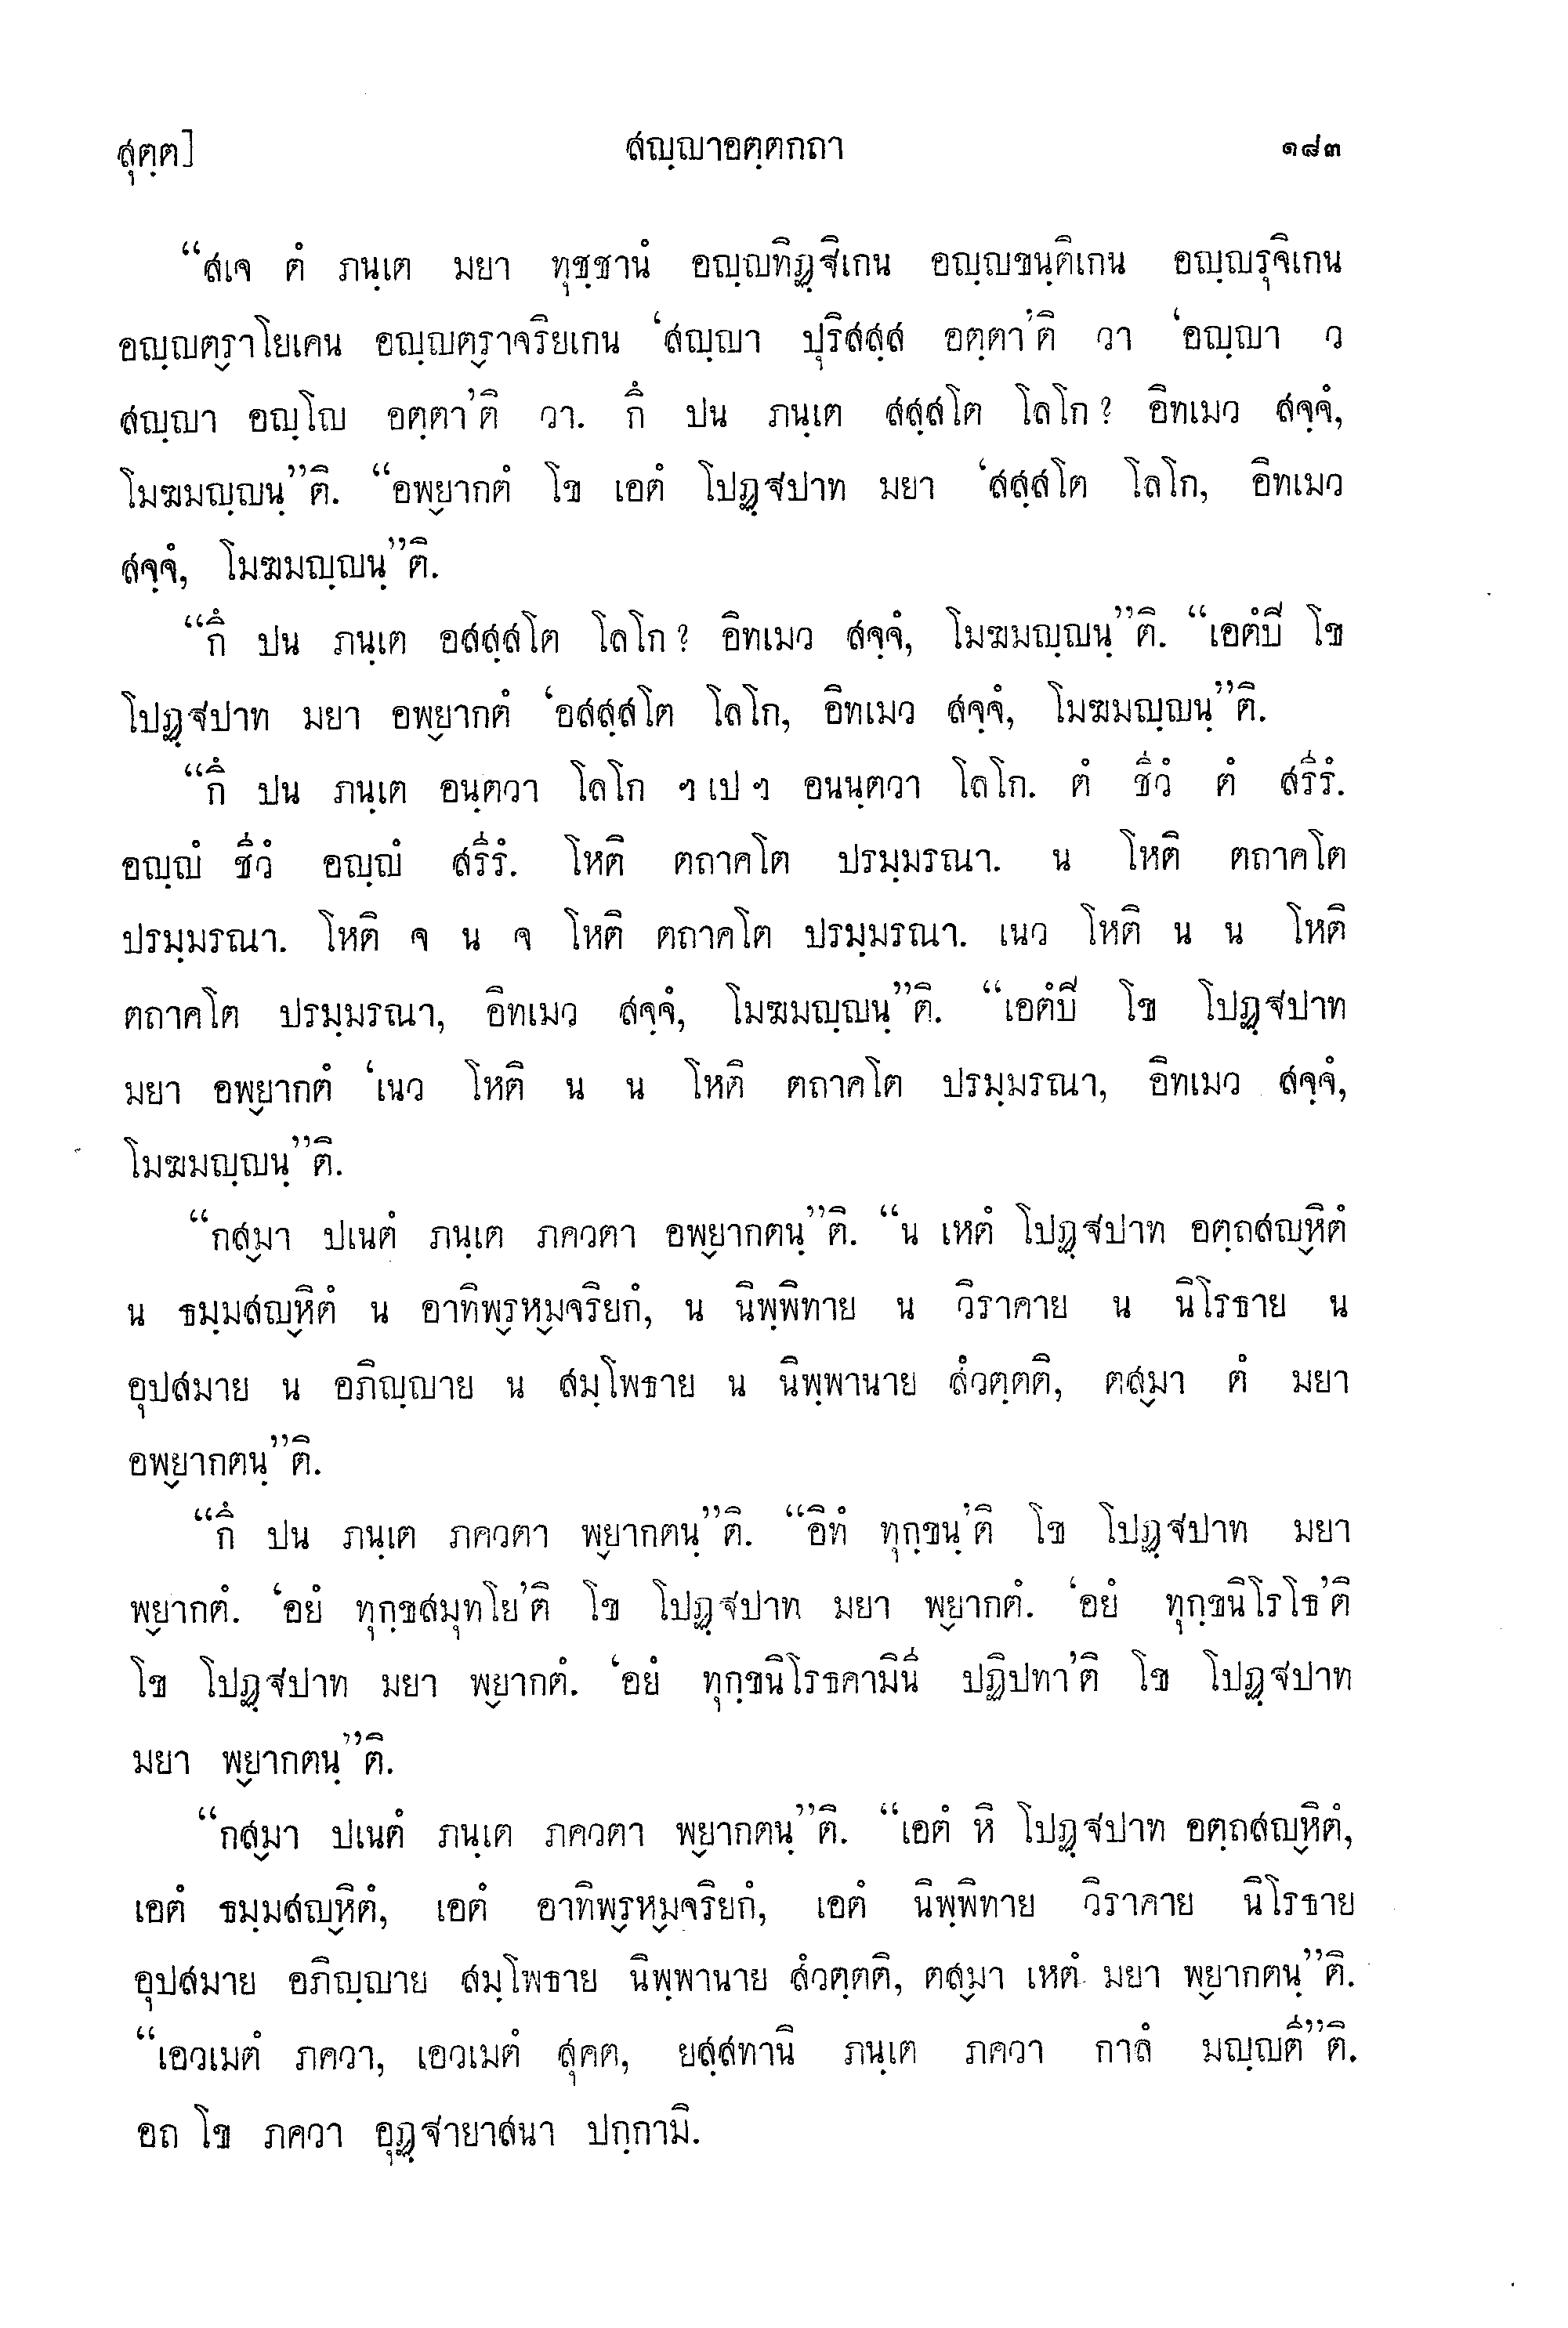 สุตฺต] สญฺญาอตฺตกถา ๑๘๓
“สเจ ตํ ภนฺเต มยา ทุชฺชานํ อญฺญทิฏฺฐิเกน อญฺญขนฺติเกน อญฺญรุจิเกน
อญฺญตฺราโยเคน อญฺญตฺราจริยเกน ‘สญฺญา ปุริสสฺส อตฺตา’ติ วา ‘อญฺญา ว
สญฺญา อญฺโญ อตฺตา’ติ วา. กึ ปน ภนฺเต สสฺสโต โลโก? อิทเมว สจฺจํ,
โมฆมญฺญนฺ”ติ. “อพฺยากตํ โข เอตํ โปฏฺฐปาท มยา ‘สสฺสโต โลโก, อิทเมว
สจฺจํ, โมฆมญฺญนฺ”ติ.
“กึ ปน ภนฺเต อสสฺสโต โลโก? อิทเมว สจฺจํ, โมฆมญฺญนฺ”ติ. “เอตํปี โข
โปฏฺฐปาท มยา อพฺยากตํ ‘อสสฺสโต โลโก, อิทเมว สจฺจํ, โมฆมญฺญนฺ”ติ.
“กึ ปน ภนฺเต อนฺตวา โลโก ฯ เป ฯ อนนฺตวา โลโก. ตํ ชีวํ ตํ สรีรํ.
อญฺญํ ชีวํ อญฺญํ สรีรํ. โหติ ตถาคโต ปรมฺมรณา. น โหติ ตถาคโต
ปรมฺมรณา. โหติ จ น จ โหติ ตถาคโต ปรมฺมรณา. เนว โหติ น น โหติ
ตถาคโต ปรมฺมรณา, อิทเมว สจฺจํ, โมฆมญฺญนฺ”ติ. “เอตํปี โข โปฏฺฐปาท
มยา อพฺยากตํ ‘เนว โหติ น น โหติ ตถาคโต ปรมฺมรณา, อิทเมว สจฺจํ,
โมฆมญฺญนฺ”ติ.
“กสฺมา ปเนตํ ภนฺเต ภควตา อพฺยากตนฺ”ติ. “น เหตํ โปฏฺฐปาท อตฺถสญฺหิตํ
น ธมฺมสญฺหิตํ น อาทิพฺรหฺมจริยกํ, น นิพฺพิทาย น วิราคาย น นิโรธาย น
อุปสมาย น อภิญฺญาย น สมฺโพธาย น นิพฺพานาย สํวตฺตติ, ตสฺมา ตํ มยา
อพฺยากตนฺ”ติ.
“กึ ปน ภนฺเต ภควตา พฺยากตนฺ”ติ. “อิทํ ทุกฺขนฺ’ติ โข โปฏฺฐปาท มยา
พฺยากตํ. ‘อยํ ทุกฺขสมุทโย’ติ โข โปฏฺฐปาท มยา พฺยากตํ. ‘อยํ ทุกฺขนิโรโธ’ติ
โข โปฏฺฐปาท มยา พฺยากตํ. ‘อยํ ทุกฺขนิโรธคามินี ปฏิปทา’ติ โข โปฏฺฐปาท
มยา พฺยากตนฺ”ติ.
“กสฺมา ปเนตํ ภนฺเต ภควตา พฺยากตนฺ”ติ. “เอตํ หิ โปฏฺฐปาท อตฺถสญฺหิตํ,
เอตํ ธมฺมสญฺหิตํ, เอตํ อาทิพฺรหฺมจริยกํ, เอตํ นิพฺพิทาย วิราคาย นิโรธาย
อุปสมาย อภิญฺญาย สมฺโพธาย นิพฺพานาย สํวตฺตติ, ตสฺมา เหตํ มยา พฺยากตนฺ”ติ.
“เอวเมตํ ภควา, เอวเมตํ สุคต, ยสฺสทานิ ภนฺเต ภควา กาลํ มญฺญตี”ติ.
อถ โข ภควา อุฏฺฐายาสนา ปกฺกามิ.